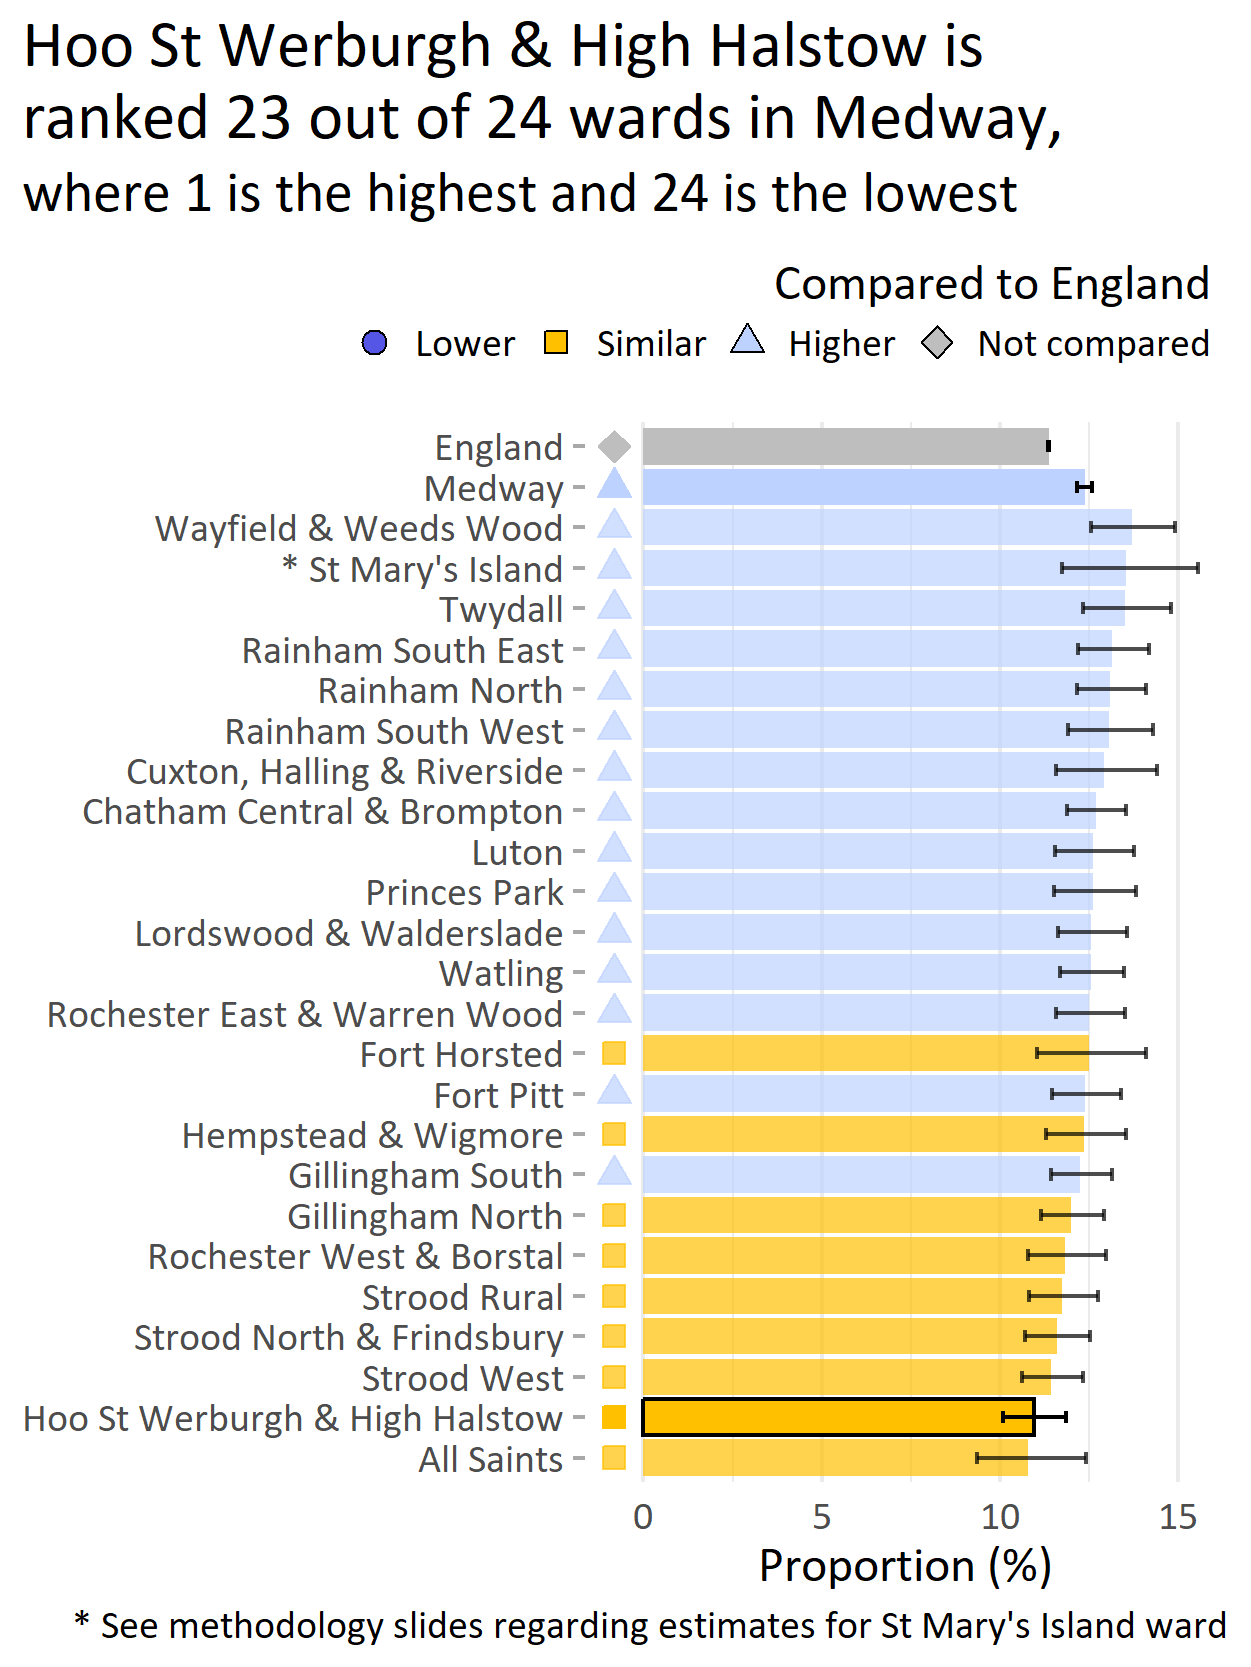 Hoo St Werburgh & High Halstow is
ranked 23 out of 24 wards in Medway,
where 1 is the highest and 24 is the lowest
Compared to England
Lower Similar Higher Not compared
England
Medway
Wayfield & Weeds Wood
* St Mary's Island
Twydall
Rainham South East
Rainham North
Rainham South West
Cuxton, Halling & Riverside
Chatham Central & Brompton
Luton
Princes Park
Lordswood & Walderslade
Watling
Rochester East & Warren Wood
Fort Horsted
Fort Pitt
Hempstead & Wigmore
Gillingham South
Gillingham North
Rochester West & Borstal
Strood Rural
Strood North & Frindsbury
Strood West
Hoo St Werburgh & High Halstow
All Saints
0 5 10 15
Proportion (%)
* See methodology slides regarding estimates for St Mary's Island ward